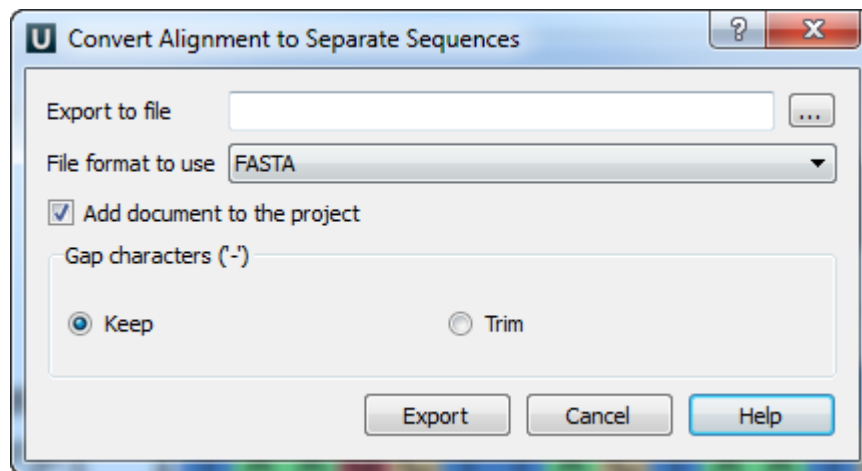 U Convert Alignment to Separate Sequences ? X
Export to file ...
File format to use FASTA
Add document to the project
Gap characters ('-')
Keep Trim
Export Cancel Help